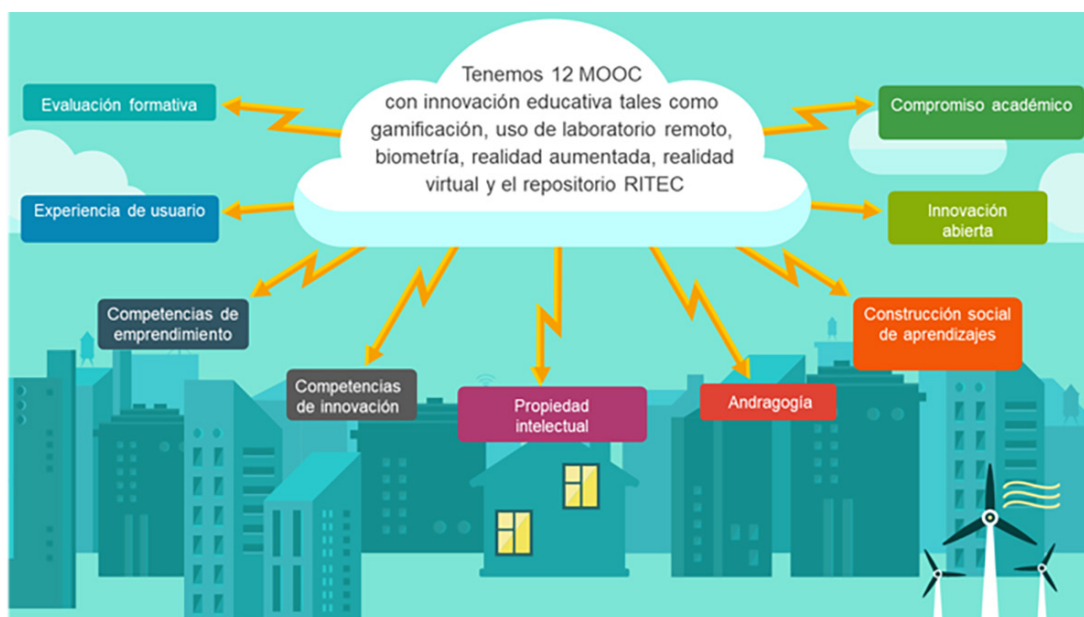 Tenemos 12 MOOC
con innovación educativa tales como
gamificación, uso de laboratorio remoto,
biometría, realidad aumentada, realidad
virtual y el repositorio RITEC
Evaluación formativa
Compromiso académico
Experiencia de usuario
Innovación
abierta
Competencias de
emprendimiento
Construcción social
de aprendizajes
Competencias
de innovación
Propiedad
intelectual
Andragogía